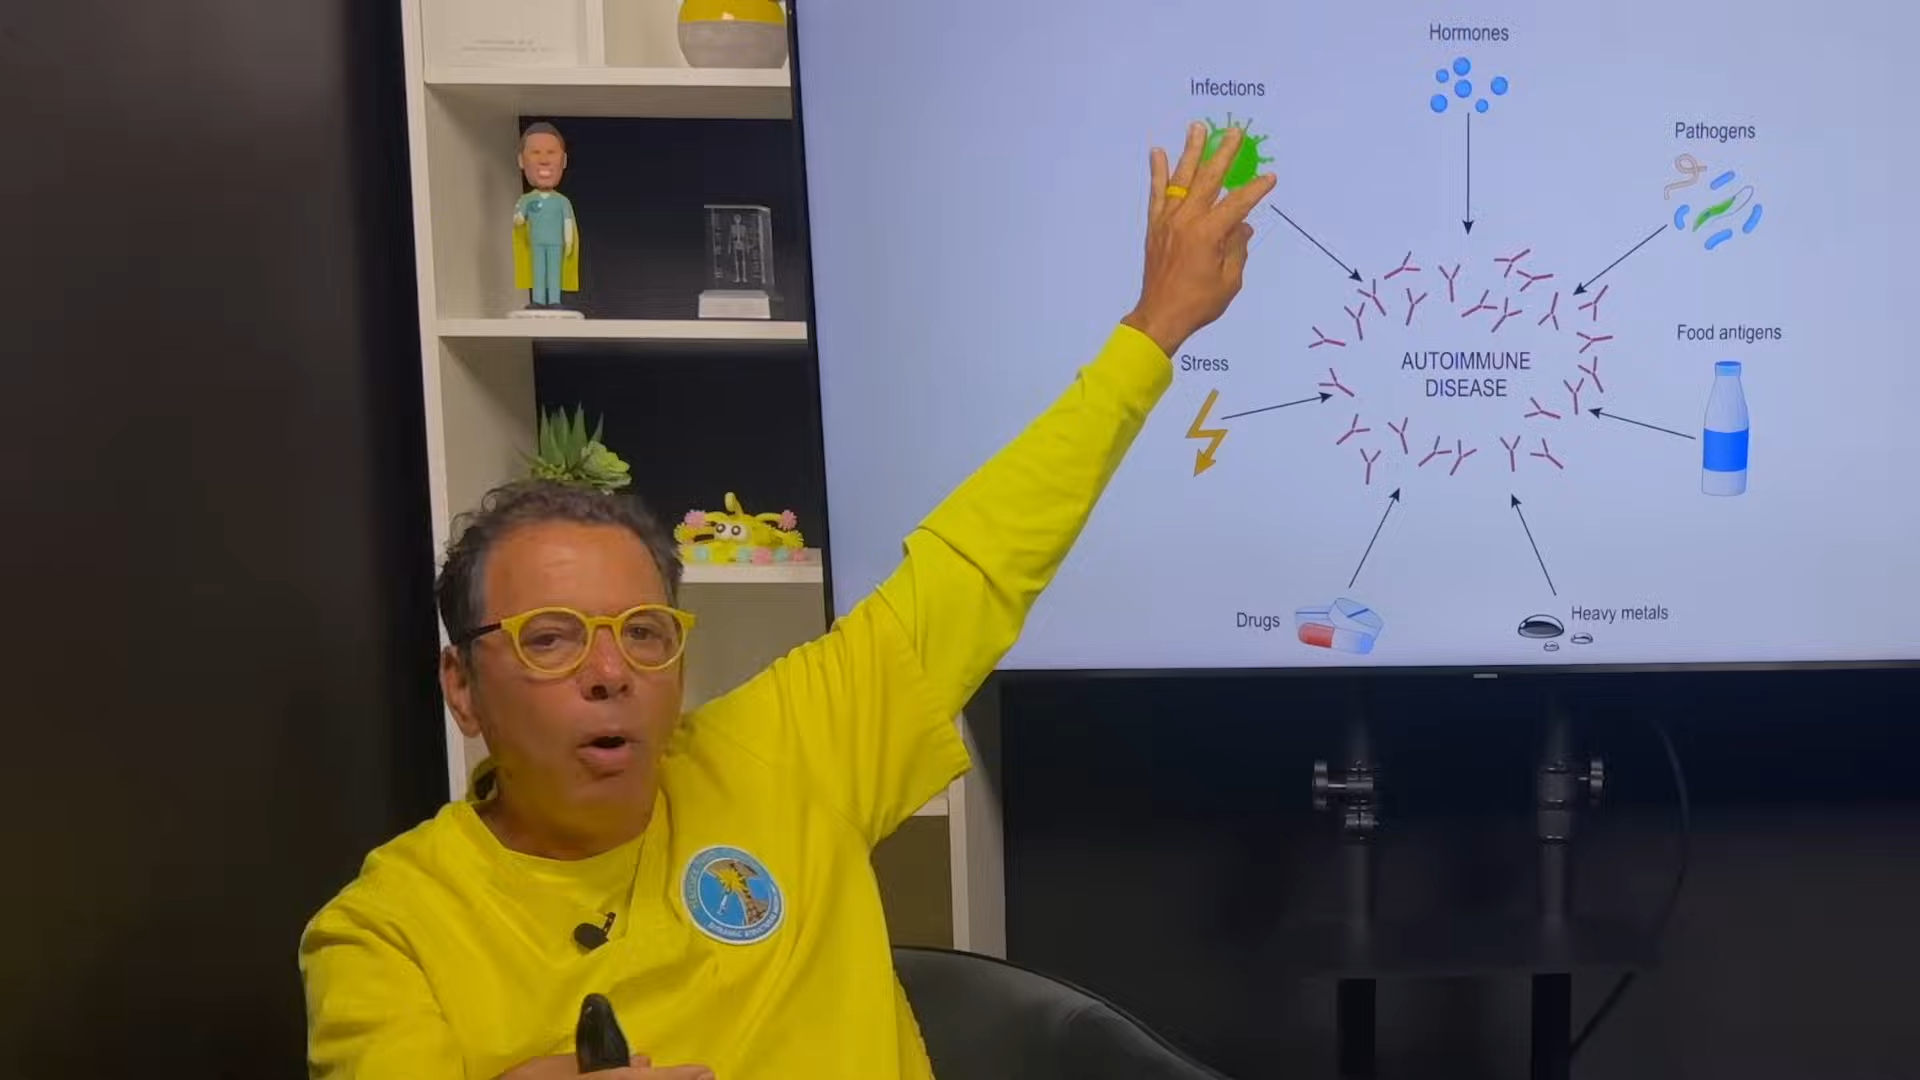 Hormones
Infections
Pathogens
Food antigens
Stress
AUTOIMMUNE
DISEASE
Drugs
Heavy metals